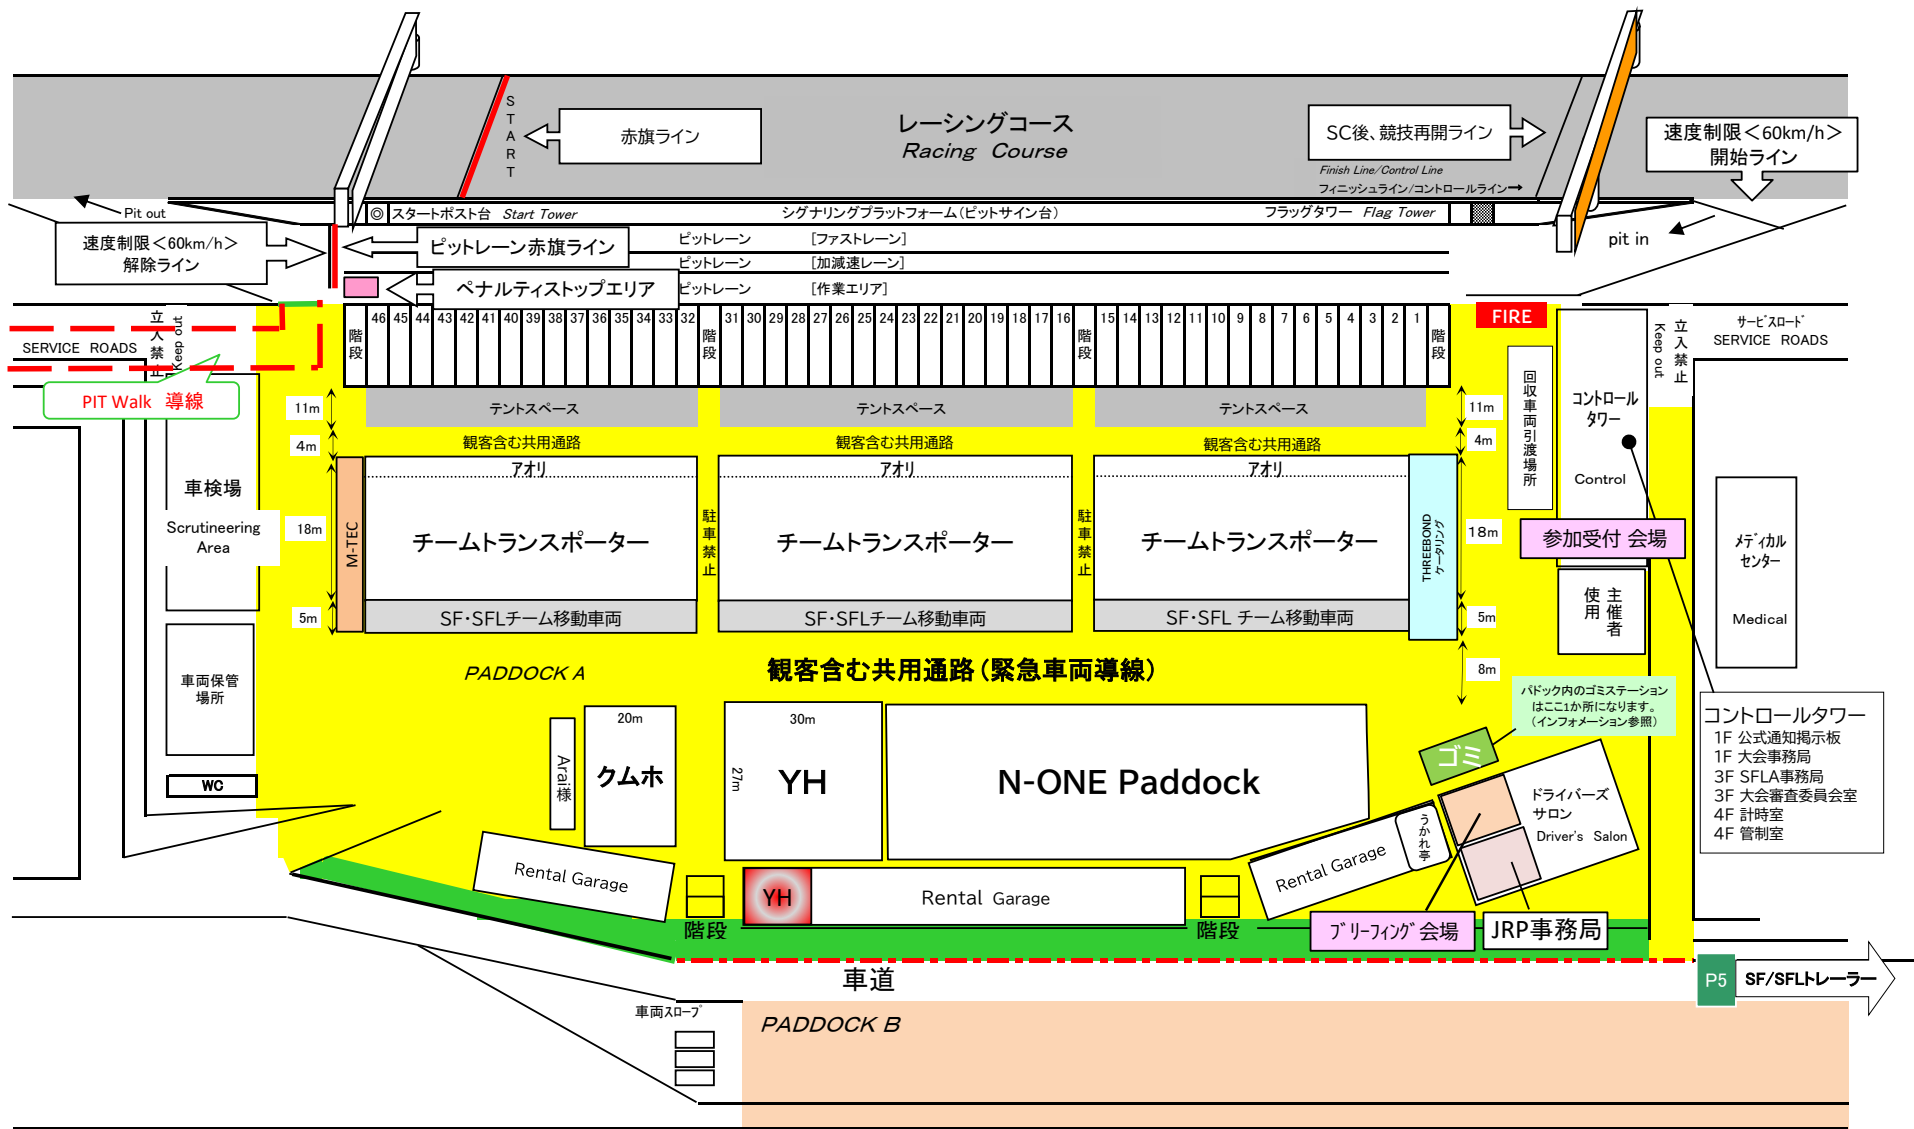 START
赤旗ライン
レーシングコース
Racing Course
SC後、競技再開ライン
Finish Line/Control Line
フィニッシュライン/コントロールライン→
速度制限<60km/h>
開始ライン
Pit out
◎ スタートポスト台 Start Tower
シグナリングプラットフォーム(ピットサイン台)
フラッグタワー Flag Tower
pit in
速度制限<60km/h>
解除ライン
ピットレーン赤旗ライン
ピットレーン [ファストレーン]
ピットレーン [加減速レーン]
ペナルティストップエリア
ピットレーン [作業エリア]
立入禁止
Keep out
SERVICE ROADS
PIT Walk 導線
階段
46 45 44 43 42 41 40 39 38 37 36 35 34 33 32
階段
31 30 29 28 27 26 25 24 23 22 21 20 19 18 17 16
階段
15 14 13 12 11 10 9 8 7 6 5 4 3 2 1
階段
FIRE
回収車両引渡場所
コントロール
タワー
Control
Keep out
立入禁止
サービスロード
SERVICE ROADS
11m
テントスペース
テントスペース
テントスペース
11m
4m
観客含む共用通路
観客含む共用通路
観客含む共用通路
4m
車検場
Scrutineering
Area
18m
M-TEC
アオリ
チームトランスポーター
駐車禁止
アオリ
チームトランスポーター
駐車禁止
アオリ
チームトランスポーター
THREEBOND
ケータリング
18m
参加受付 会場
メディカル
センター
Medical
5m
SF・SFLチーム移動車両
SF・SFLチーム移動車両
SF・SFL チーム移動車両
5m
主催者
使用
車両保管
場所
WC
PADDOCK A
観客含む共用通路(緊急車両導線)
8m
パドック内のゴミステーション
はここ1か所になります。
(インフォメーション参照)
コントロールタワー
1F 公式通知掲示板
1F 大会事務局
3F SFLA事務局
3F 大会審査委員会室
4F 計時室
4F 管制室
Arai様
20m
クムホ
30m
27m
YH
N-ONE Paddock
ゴミ
ドライバーズ
サロン
Driver's Salon
うかれ亭
Rental Garage
階段
YH
Rental Garage
階段
Rental Garage
ブリーフィング 会場
JRP事務局
車道
P5
SF/SFLトレーラー
車両スロープ
PADDOCK B